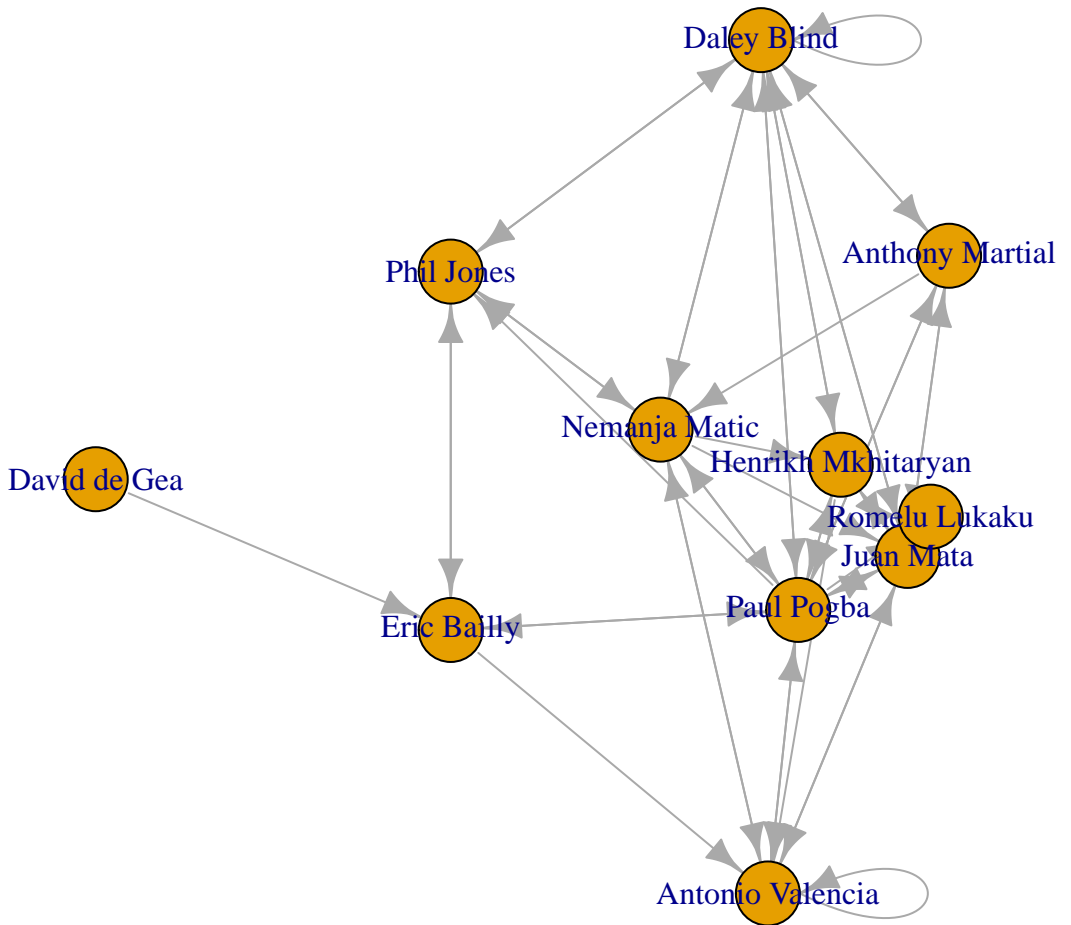 Daley Blind
Anthony Martial
Phil Jones
Nemanja Matic
Henrikh Mkhitaryan
David de Gea
Romelu Lukaku
Juan Mata
Paul Pogba
Eric Bailly
Antonio Valencia